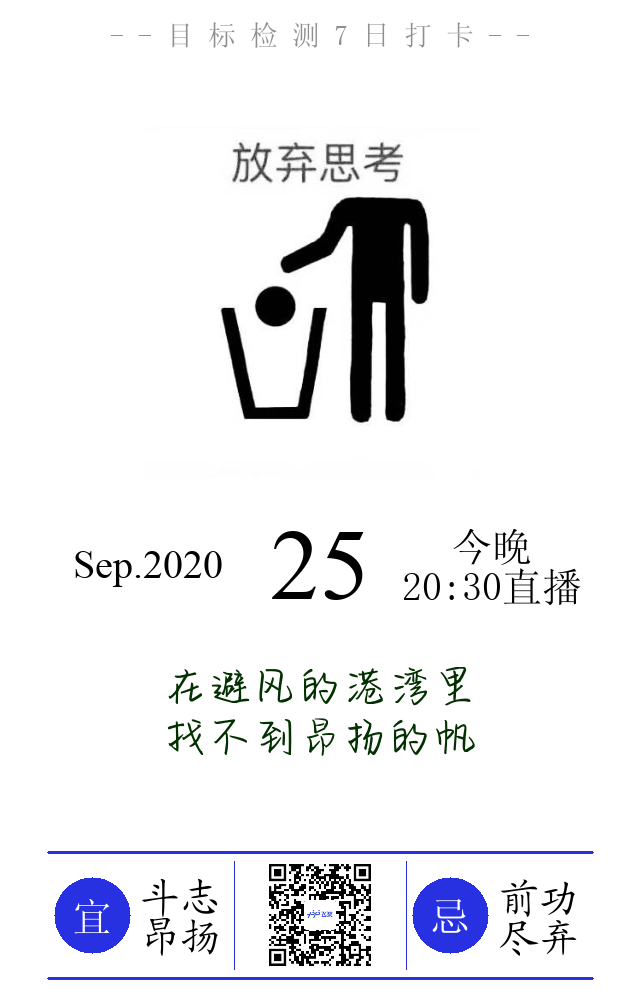 --目标检测7日打卡--
放弃思考
Sep.2020
25
今晚
20:30直播
在避风的港湾里
找不到昂扬的帆
宜
斗志
昂扬
忌
前功
尽弃